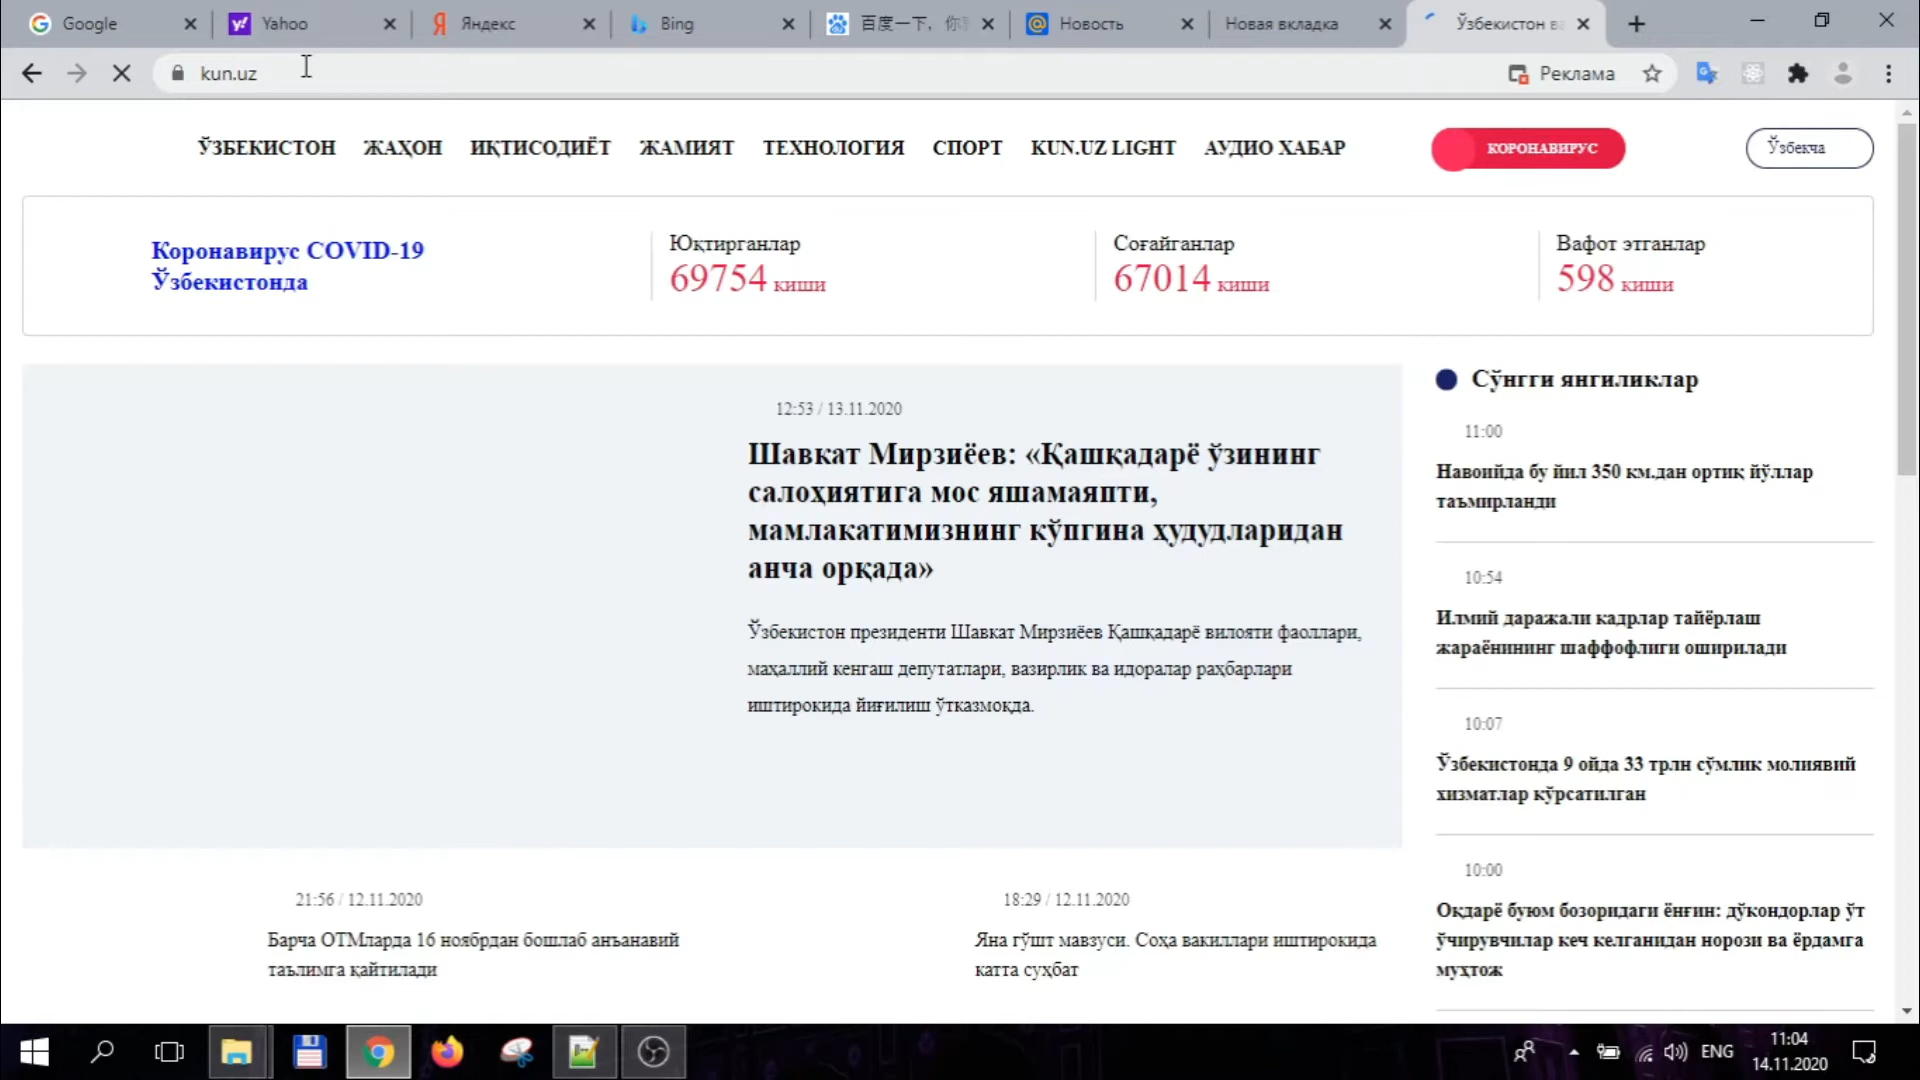 Google
Yahoo
Яндекс
Bing
百度一下，你
Новость
Новая вкладка
Ўзбекистон ва
kun.uz
Реклама
ЎЗБЕКИСТОН ЖАҲОН ИҚТИСОДИЁТ ЖАМИЯТ ТЕХНОЛОГИЯ СПОРТ KUN.UZ LIGHT АУДИО ХАБАР
КОРОНАВИРУС
Ўзбекча
Коронавирус COVID-19
Ўзбекистонда
Юқтирганлар
69754 киши
Соғайганлар
67014 киши
Вафот этганлар
598 киши
12:53 / 13.11.2020
Шавкат Мирзиёев: «Қашқадарё ўзининг
салоҳиятига мос яшамаяпти,
мамлакатимизнинг кўпгина ҳудудларидан
анча орқада»
Ўзбекистон президенти Шавкат Мирзиёев Қашқадарё вилояти фаоллари,
маҳаллий кенгаш депутатлари, вазирлик ва идоралар раҳбарлари
иштирокида йиғилиш ўтказмоқда.
21:56 / 12.11.2020
Барча ОТМларда 16 ноябрдан бошлаб анъанавий
таълимга қайтилади
18:29 / 12.11.2020
Яна гўшт мавзуси. Соҳа вакиллари иштирокида
катта суҳбат
Сўнгги янгиликлар
11:00
Навоийда бу йил 350 км.дан ортиқ йўллар
таъмирланди
10:54
Илмий даражали кадрлар тайёрлаш
жараёнининг шаффофлиги оширилади
10:07
Ўзбекистонда 9 ойда 33 трлн сўмлик молиявий
хизматлар кўрсатилган
10:00
Оқдарё буюм бозоридаги ёнғин: дўкондорлар ўт
ўчирувчилар кеч келганидан норози ва ёрдамга
муҳтож
ENG
11:04
14.11.2020